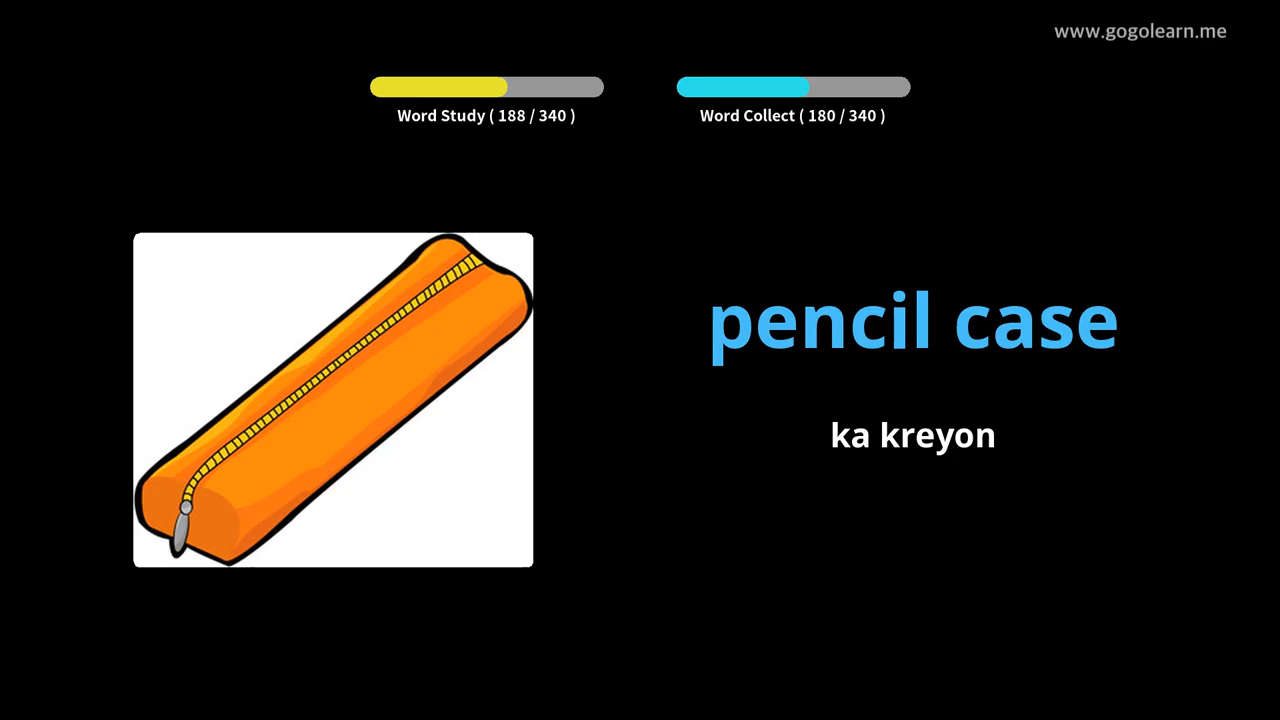 www.gogolearn.me
Word Study ( 188 / 340 )
Word Collect ( 180 / 340 )
pencil case
ka kreyon